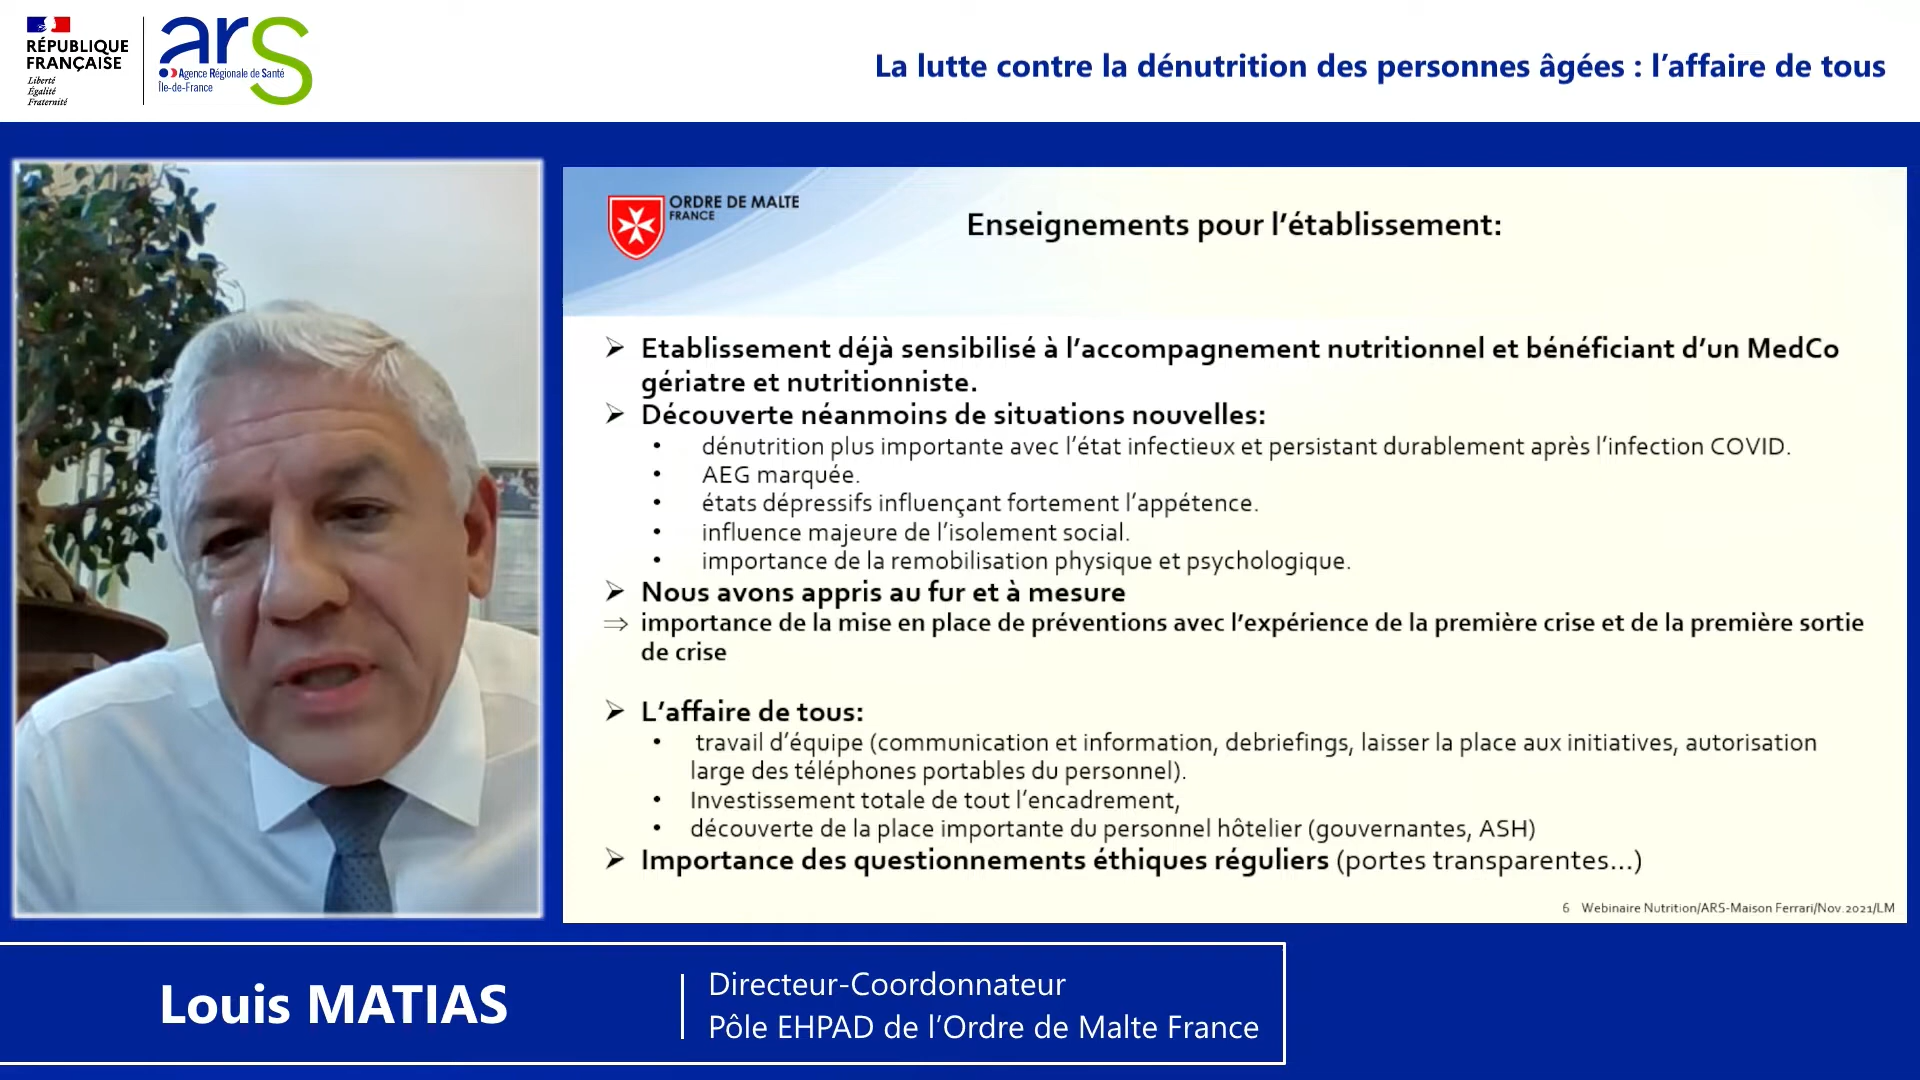 RÉPUBLIQUE
FRANÇAISE
Liberté
Égalité
Fraternité
ars
Agence Régionale de Santé
Île-de-France
La lutte contre la dénutrition des personnes âgées : l’affaire de tous
ORDRE DE MALTE
FRANCE
Enseignements pour l’établissement:
➢ Etablissement déjà sensibilisé à l’accompagnement nutritionnel et bénéficiant d’un MedCo
gériatre et nutritionniste.
➢ Découverte néanmoins de situations nouvelles:
• dénutrition plus importante avec l’état infectieux et persistant durablement après l’infection COVID.
• AEG marquée.
• états dépressifs influençant fortement l’appétence.
• influence majeure de l’isolement social.
• importance de la remobilisation physique et psychologique.
➢ Nous avons appris au fur et à mesure
⇒ importance de la mise en place de préventions avec l’expérience de la première crise et de la première sortie
de crise
➢ L’affaire de tous:
• travail d’équipe (communication et information, debriefings, laisser la place aux initiatives, autorisation
large des téléphones portables du personnel).
• Investissement totale de tout l’encadrement,
• découverte de la place importante du personnel hôtelier (gouvernantes, ASH)
➢ Importance des questionnements éthiques réguliers (portes transparentes...)
6 Webinaire Nutrition/ARS-Maison Ferrari/Nov.2021/LM
Louis MATIAS
Directeur-Coordonnateur
Pôle EHPAD de l’Ordre de Malte France